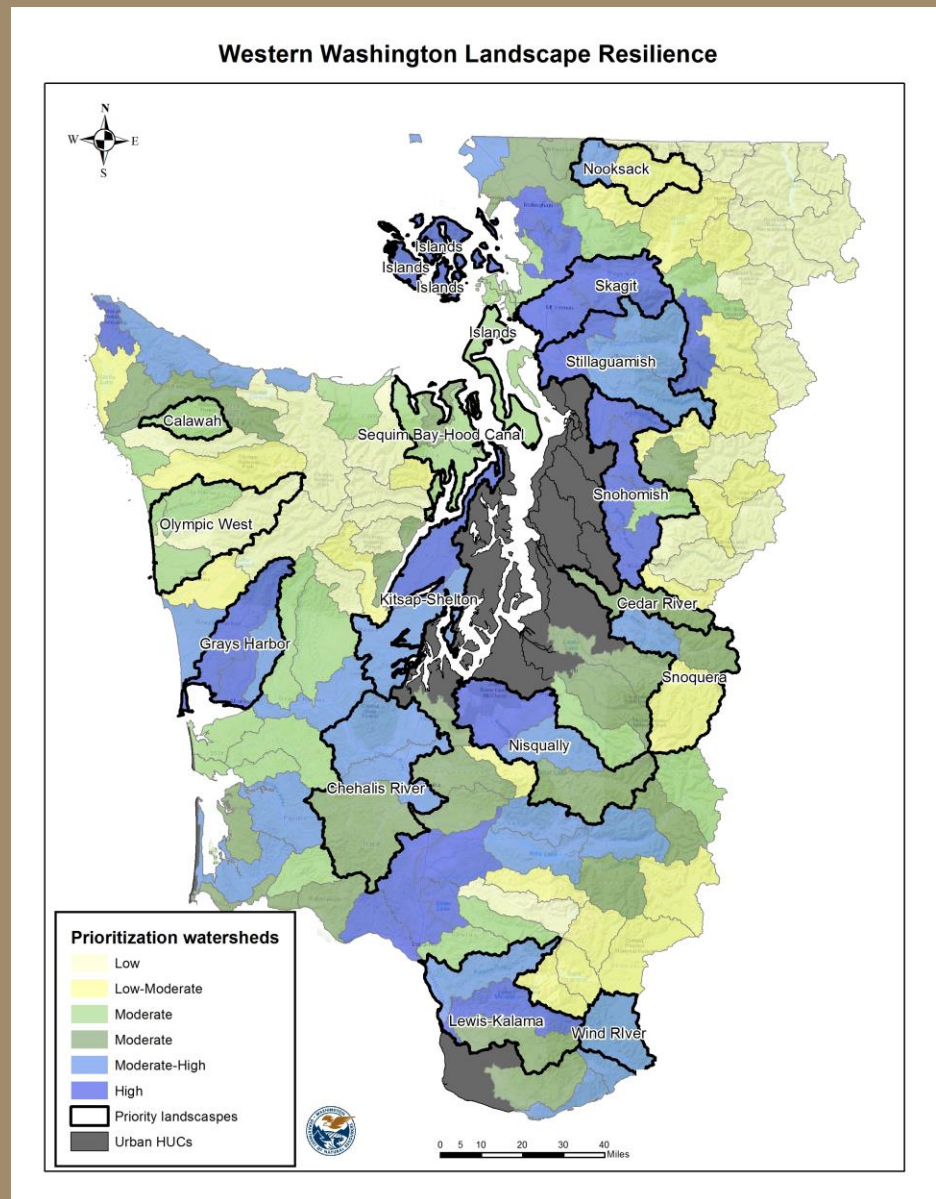 Western Washington Landscape Resilience
N
W
E
S
Nooksack
Islands
Islands
Islands
Skagit
Islands
Stillaguamish
Calawah
Sequim Bay-Hood Canal
Snohomish
Olympic West
Kitsap-Shelton
Cedar River
Grays Harbor
Snoquera
Nisqually
Chehalis River
Lewis-Kalama
Wind RIver
Prioritization watersheds
Low
Low-Moderate
Moderate
Moderate
Moderate-High
High
Priority landscapes
Urban HUCs
0 5 10 20 30 40
Miles